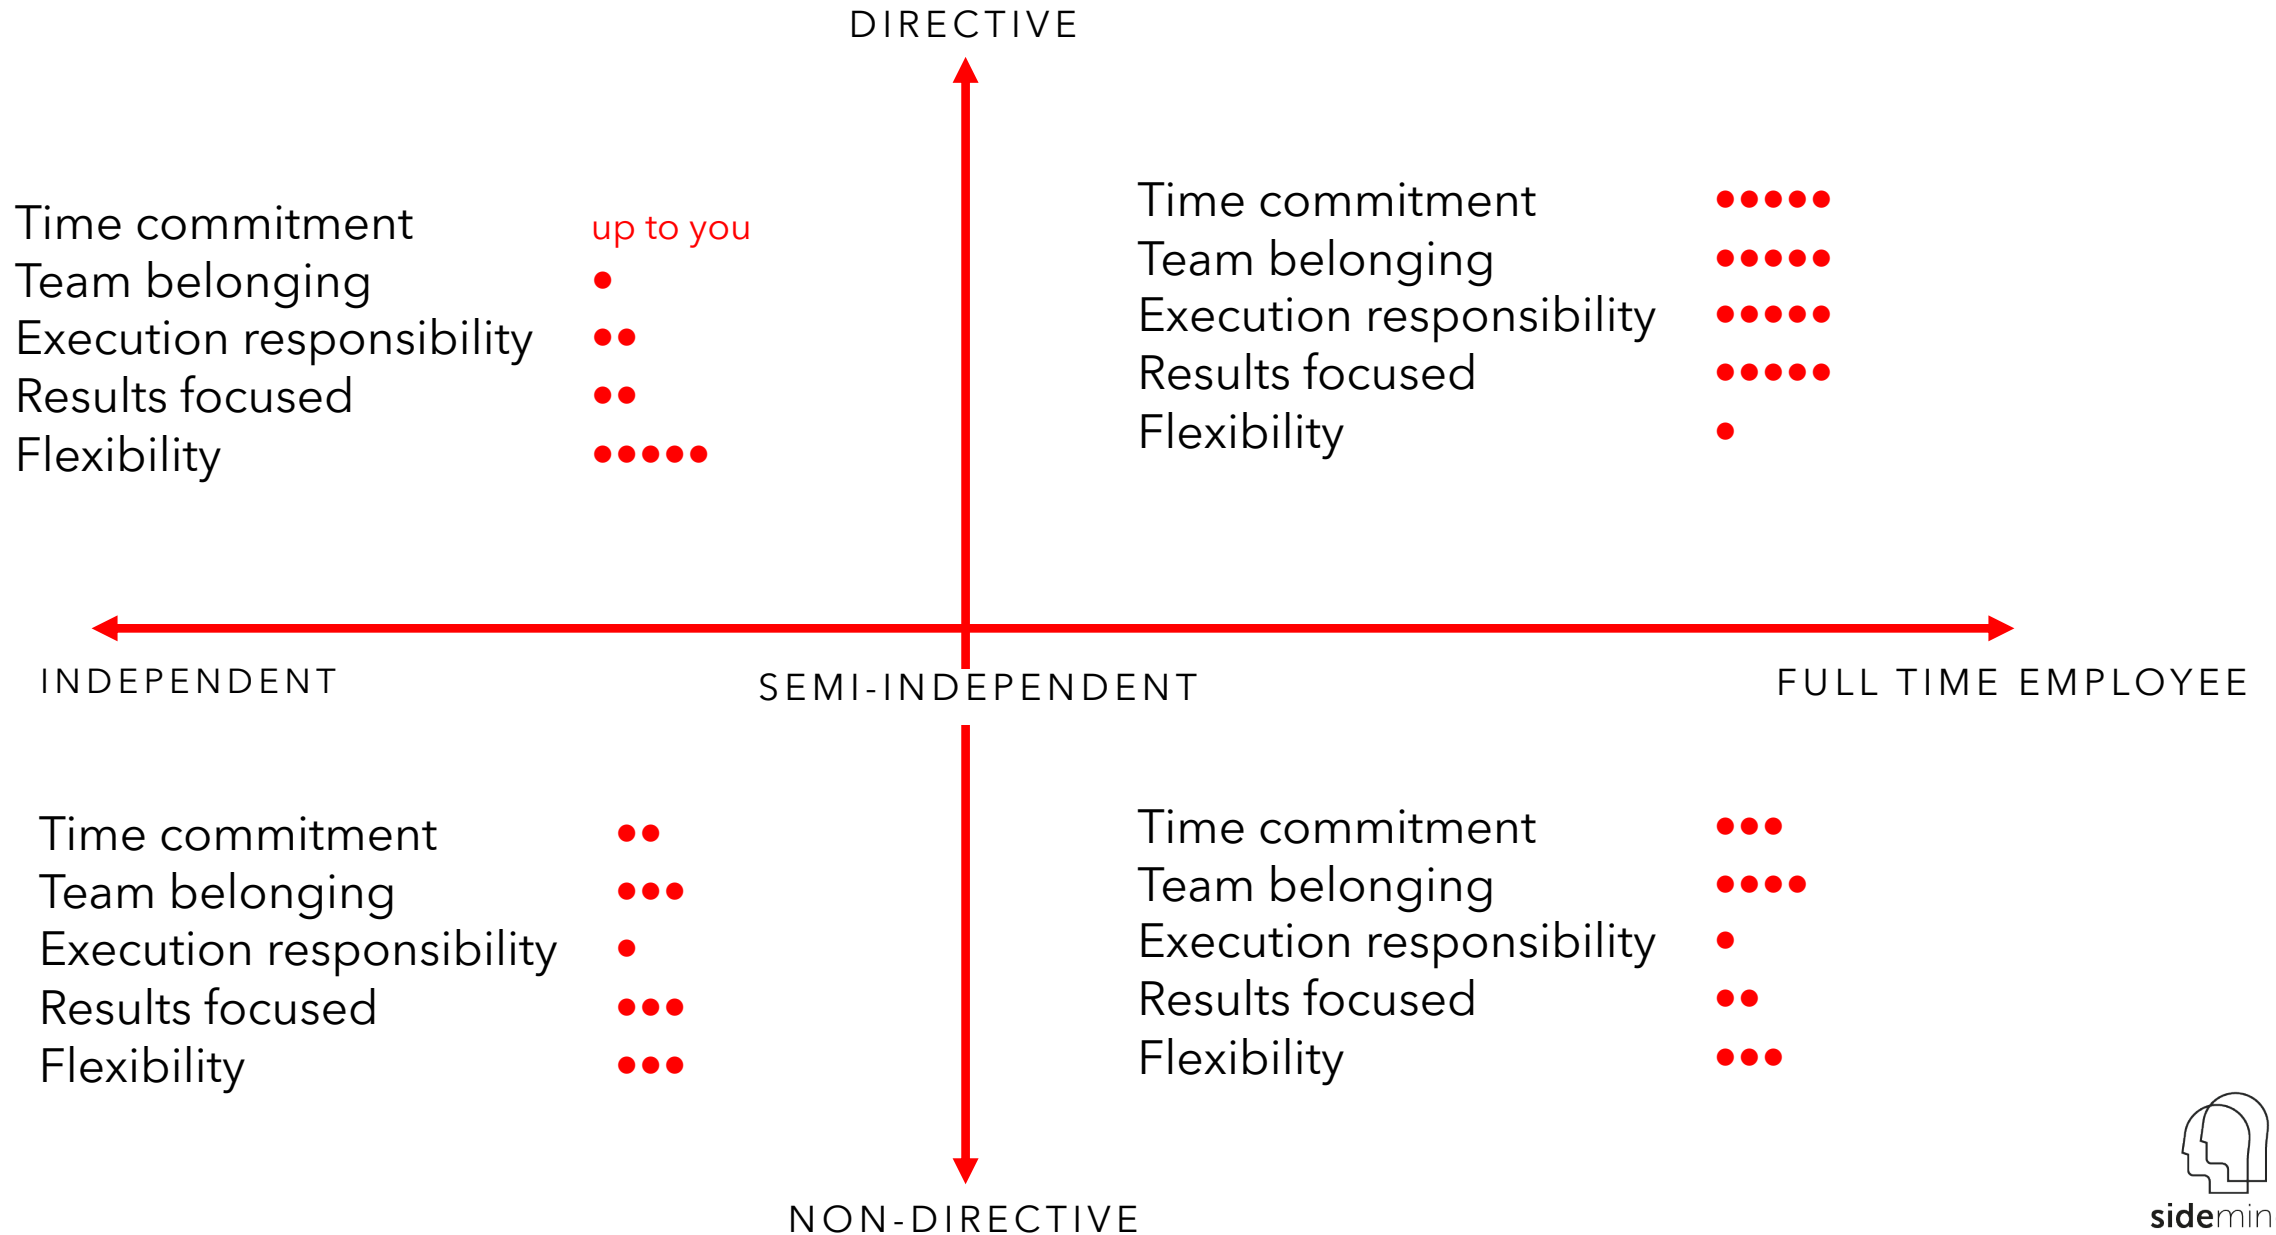 DIRECTIVE
Time commitment up to you
Team belonging
Execution responsibility
Results focused
Flexibility
Time commitment
Team belonging
Execution responsibility
Results focused
Flexibility
INDEPENDENT
SEMI-INDEPENDENT
FULL TIME EMPLOYEE
Time commitment
Team belonging
Execution responsibility
Results focused
Flexibility
Time commitment
Team belonging
Execution responsibility
Results focused
Flexibility
NON-DIRECTIVE
sidemin